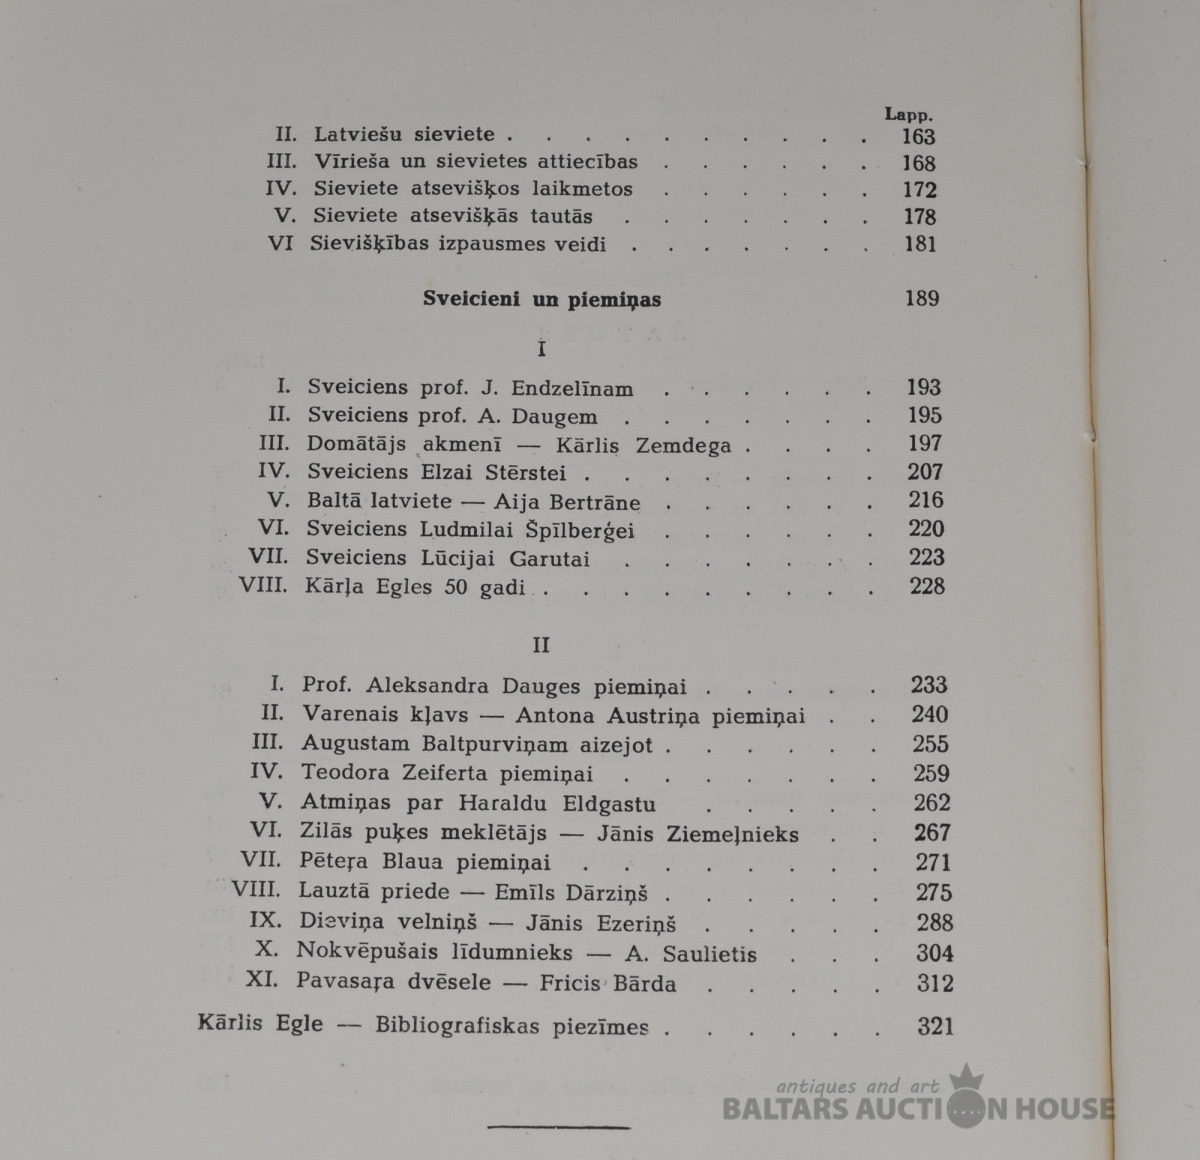 Lapp.
II. Latviešu sieviete . . . . . . . . . . 163
III. Vīrieša un sievietes attiecības . . . . . . 168
IV. Sieviete atsevišķos laikmetos . . . . . . 172
V. Sieviete atsevišķās tautās . . . . . . . 178
VI Sievišķības izpausmes veidi . . . . . . . 181
Sveicieni un piemiņas 189
I
I. Sveiciens prof. J. Endzelīnam . . . . . . 193
II. Sveiciens prof. A. Daugem . . . . . . . 195
III. Domātājs akmenī — Kārlis Zemdega . . . . 197
IV. Sveiciens Elzai Stērstei . . . . . . . . 207
V. Baltā latviete — Aija Bertrāne . . . . . . 216
VI. Sveiciens Ludmilai Špīlberģei . . . . . . 220
VII. Sveiciens Lūcijai Garutai . . . . . . . 223
VIII. Kārļa Egles 50 gadi . . . . . . . . . 228
II
I. Prof. Aleksandra Dauges piemiņai . . . . . 233
II. Varenais kļavs — Antona Austriņa piemiņai . . 240
III. Augustam Baltpurviņam aizejot . . . . . . 255
IV. Teodora Zeiferta piemiņai . . . . . . . 259
V. Atmiņas par Haraldu Eldgastu . . . . . 262
VI. Zilās puķes meklētājs — Jānis Ziemeļnieks . . 267
VII. Pēteŗa Blaua piemiņai . . . . . . . . 271
VIII. Lauztā priede — Emīls Dārziņš . . . . . . 275
IX. Dieviņa velniņš — Jānis Ezeriņš . . . . . 288
X. Nokvēpušais līdumnieks — A. Saulietis . . . 304
XI. Pavasaŗa dvēsele — Fricis Bārda . . . . . 312
Kārlis Egle — Bibliografiskas piezīmes . . . . . . 321
antiques and art
BALTARS AUCTION HOUSE